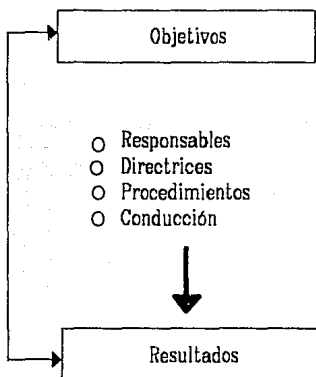 Objetivos
O Responsables
O Directrices
O Procedimientos
O Conducción
Resultados